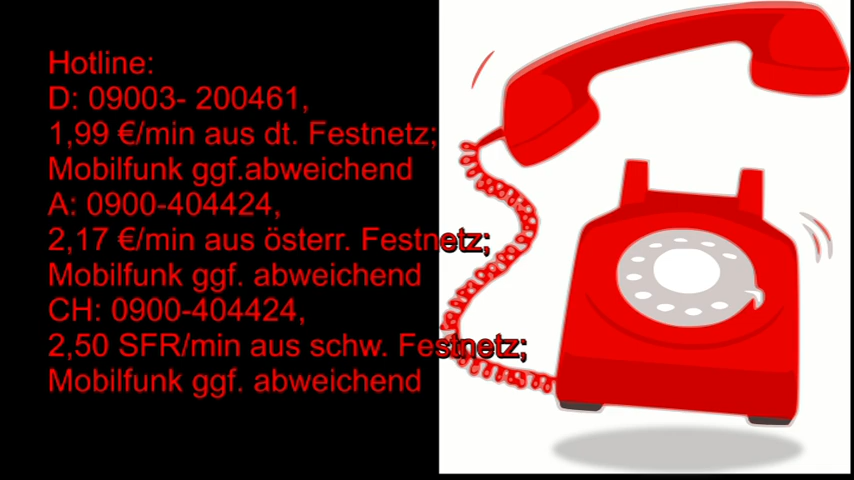 Hotline:
D: 09003- 200461,
1,99 €/min aus dt. Festnetz;
Mobilfunk ggf.abweichend
A: 0900-404424,
2,17 €/min aus österr. Festnetz;
Mobilfunk ggf. abweichend
CH: 0900-404424,
2,50 SFR/min aus schw. Festnetz;
Mobilfunk ggf. abweichend